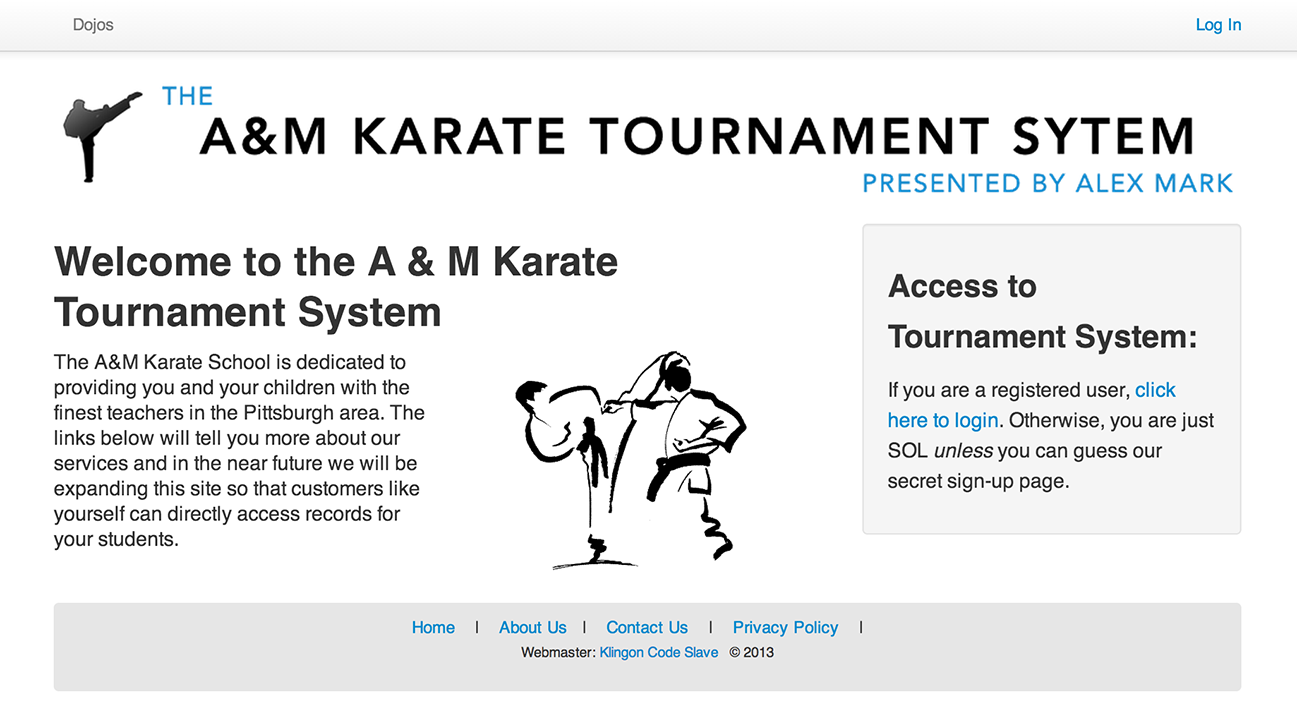 Dojos
Log In
THE
A&M KARATE TOURNAMENT SYTEM
PRESENTED BY ALEX MARK
Welcome to the A & M Karate
Tournament System
The A&M Karate School is dedicated to
providing you and your children with the
finest teachers in the Pittsburgh area. The
links below will tell you more about our
services and in the near future we will be
expanding this site so that customers like
yourself can directly access records for
your students.
Access to
Tournament System:
If you are a registered user, click
here to login. Otherwise, you are just
SOL unless you can guess our
secret sign-up page.
Home | About Us | Contact Us | Privacy Policy |
Webmaster: Klingon Code Slave © 2013